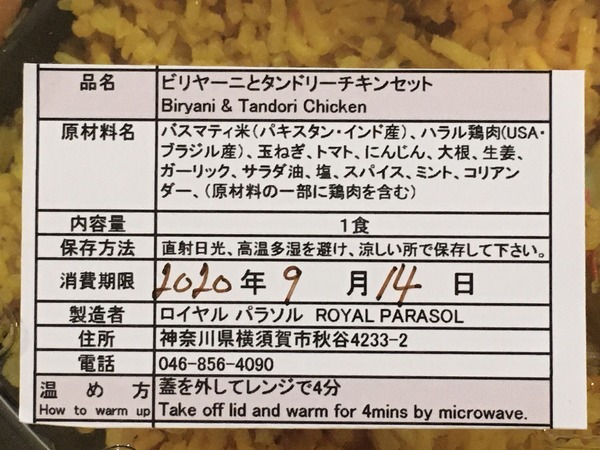 品名 ビリヤーニとタンドリーチキンセット
Biryani & Tandori Chicken
原材料名 バスマティ米(パキスタン・インド産)、ハラル鶏肉(USA・
ブラジル産)、玉ねぎ、トマト、にんじん、大根、生姜、
ガーリック、サラダ油、塩、スパイス、ミント、コリアン
ダー、(原材料の一部に鶏肉を含む)
内容量 1食
保存方法 直射日光、高温多湿を避け、涼しい所で保存して下さい。
消費期限 2020年 9 月 14 日
製造者 ロイヤル パラソル ROYAL PARASOL
住所 神奈川県横須賀市秋谷4233-2
電話 046-856-4090
温め方 蓋を外してレンジで4分
How to warm up Take off lid and warm for 4mins by microwave.